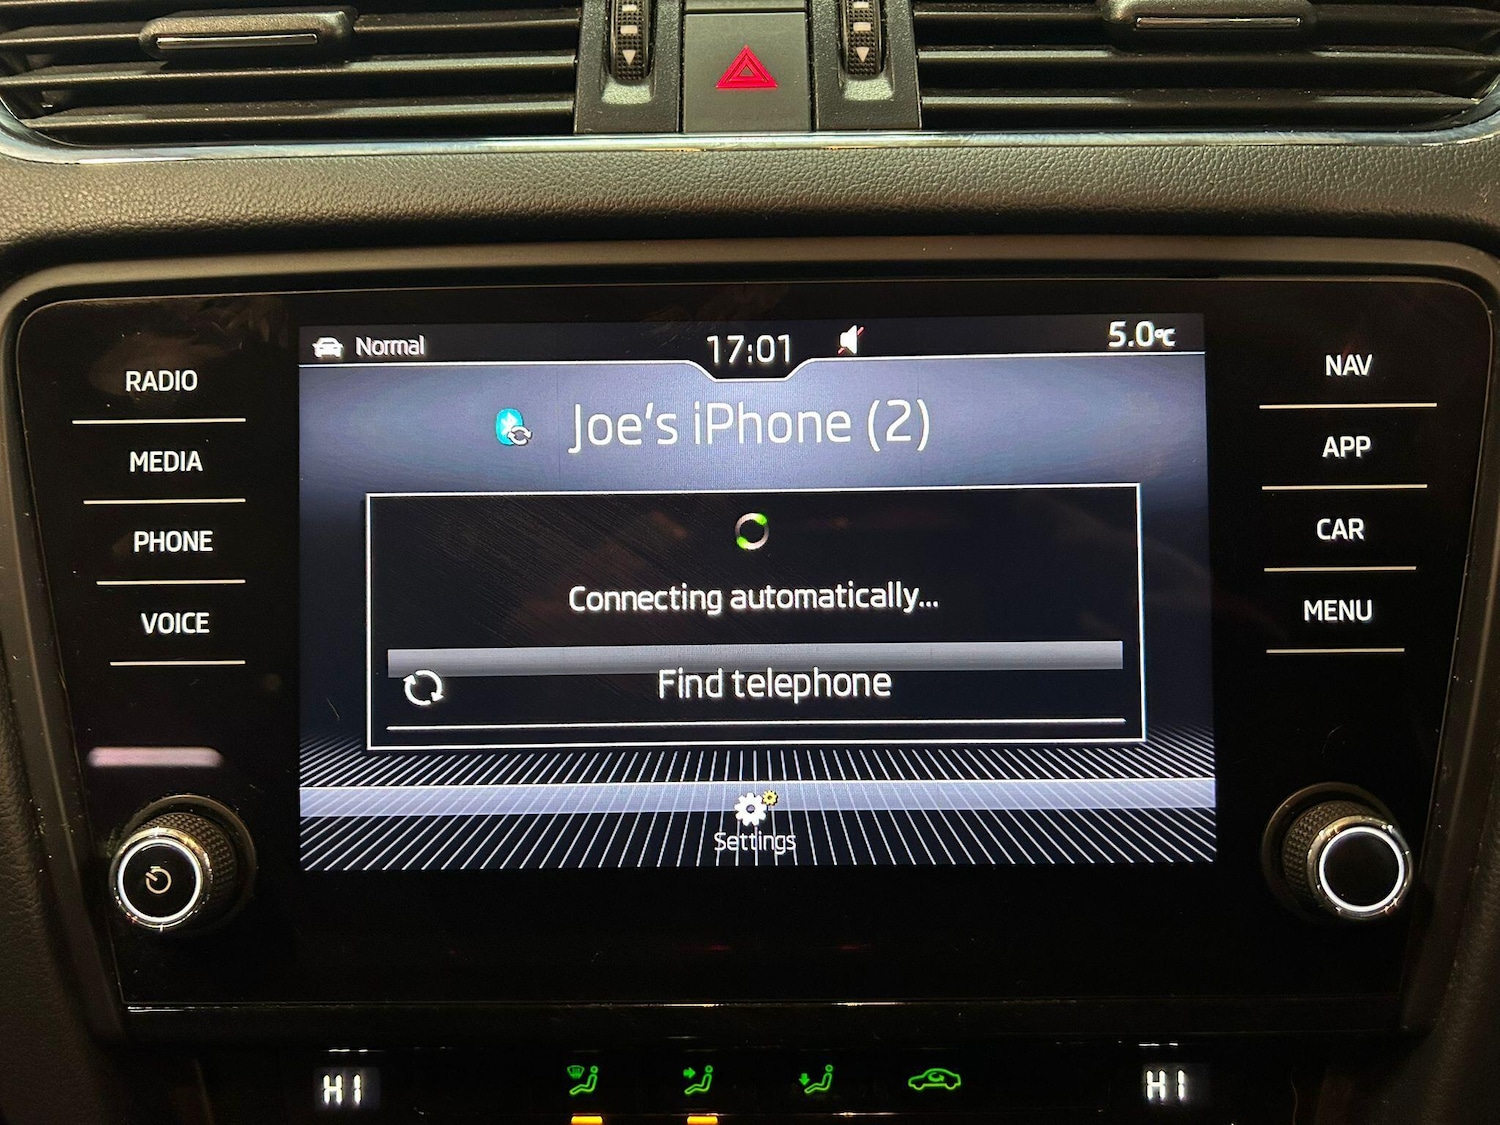 Normal
17:01
5.0°C
RADIO
MEDIA
PHONE
VOICE
NAV
APP
CAR
MENU
Joe's iPhone (2)
Connecting automatically...
Find telephone
Settings
HI
HI